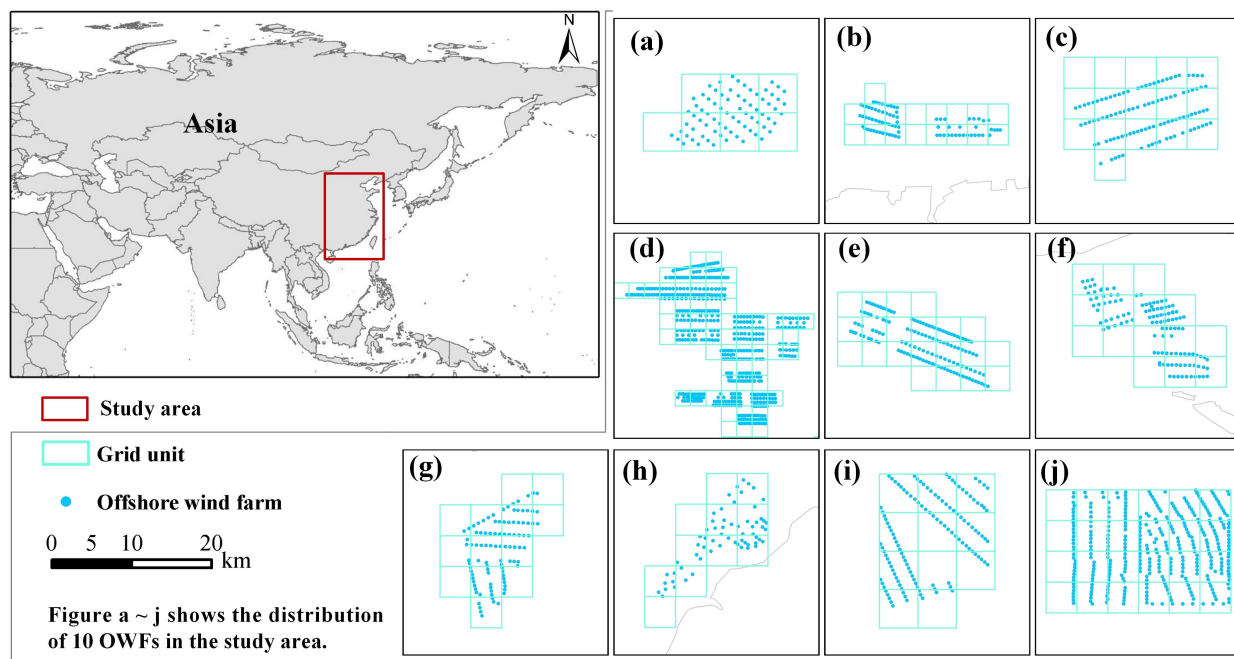 N
Asia
Study area
Grid unit
Offshore wind farm
0 5 10 20
km
Figure a ~ j shows the distribution
of 10 OWFs in the study area.
(a)
(b)
(c)
(d)
(e)
(f)
(g)
(h)
(i)
(j)